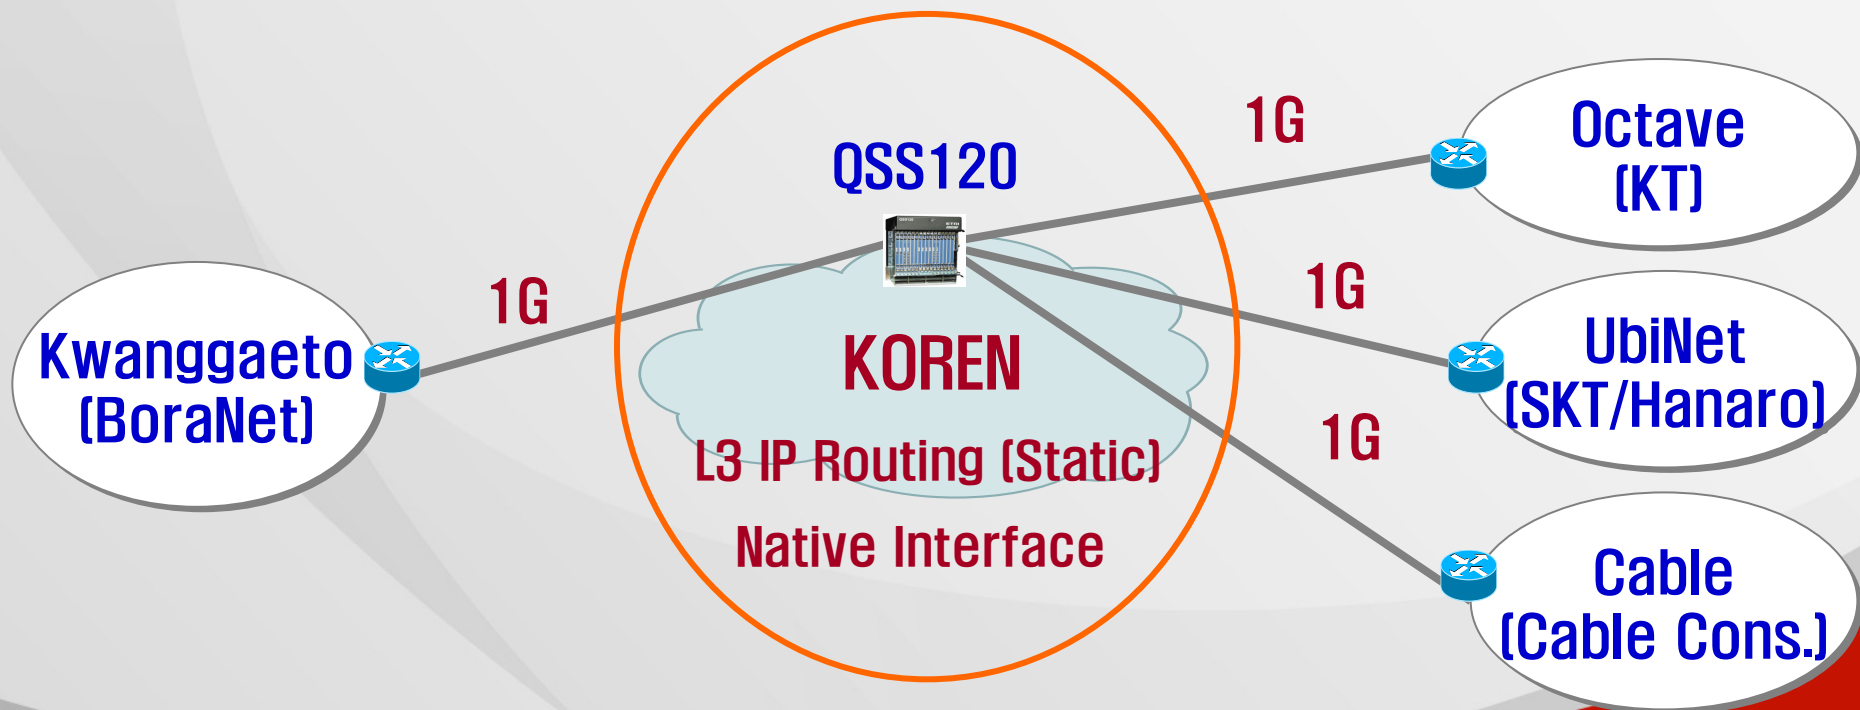 1G
Octave
(KT)
QSS120
1G
1G
UbiNet
(SKT/Hanaro)
Kwanggaeto
(BoraNet)
KOREN
1G
L3 IP Routing (Static)
Native Interface
Cable
(Cable Cons.)